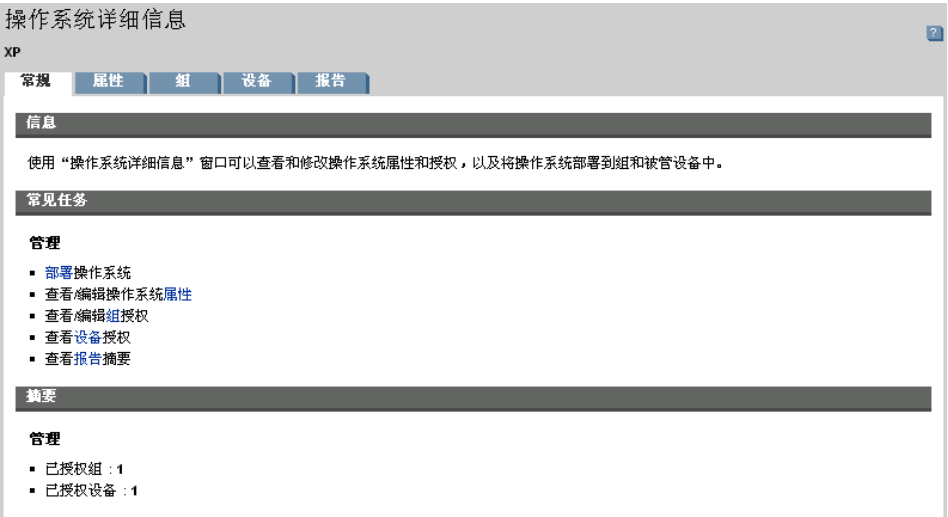 操作系统详细信息
?
XP
常规 属性 组 设备 报告
信息
使用“操作系统详细信息”窗口可以查看和修改操作系统属性和授权，以及将操作系统部署到组和被管设备中。
常见任务
管理
▪ 部署操作系统
▪ 查看/编辑操作系统属性
▪ 查看/编辑组授权
▪ 查看设备授权
▪ 查看报告摘要
摘要
管理
▪ 已授权组：1
▪ 已授权设备：1